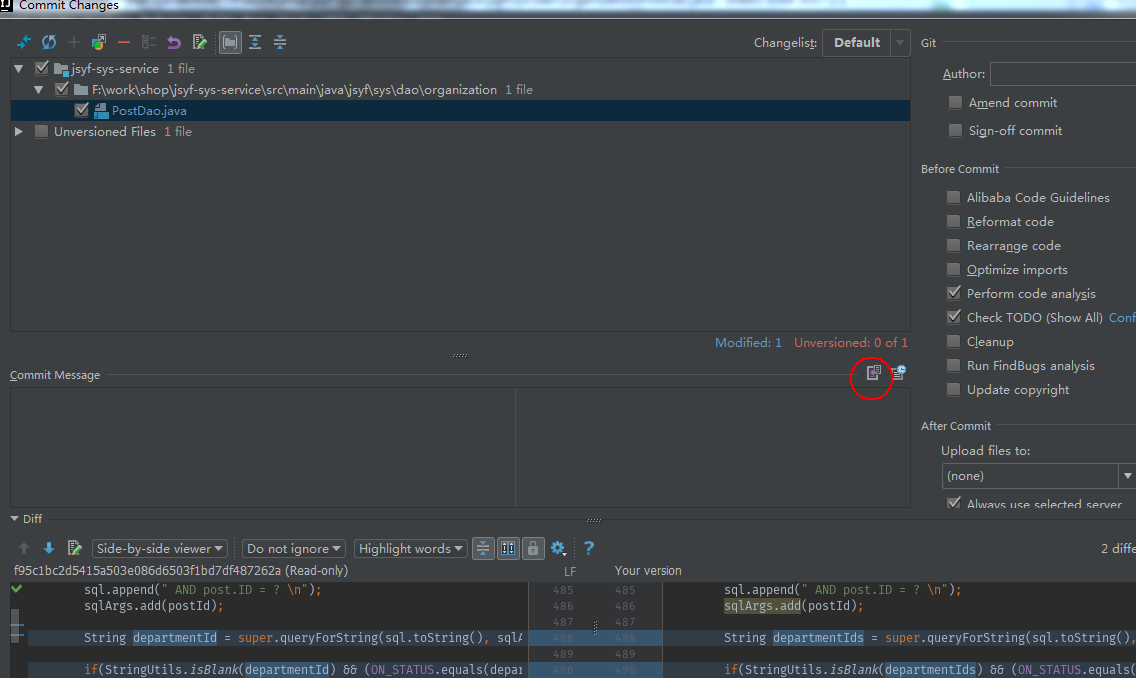 Commit Changes
Changelist: Default
Git
jsyf-sys-service 1 file
Author:
F:\work\shop\jsyf-sys-service\src\main\java\jsyf\sys\dao\organization 1 file
Amend commit
PostDao.java
Unversioned Files 1 file
Sign-off commit
Before Commit
Alibaba Code Guidelines
Reformat code
Rearrange code
Optimize imports
Perform code analysis
Check TODO (Show All) Conf
Cleanup
Run FindBugs analysis
Update copyright
Modified: 1 Unversioned: 0 of 1
Commit Message
After Commit
Upload files to:
(none)
Always use selected server
Diff
Side-by-side viewer Do not ignore Highlight words ? 2 diffe
f95c1bc2d5415a503e086d6503f1bd7df487262a (Read-only) LF Your version
sql.append(" AND post.ID = ? \n"); 485 485 sql.append(" AND post.ID = ? \n");
sqlArgs.add(postId); 486 486 sqlArgs.add(postId);
487 487
String departmentId = super.queryForString(sql.toString(), sqlA 488 488 String departmentIds = super.queryForString(sql.toString(),
489 489
if(StringUtils.isBlank(departmentId) && (ON_STATUS.equals(depar 490 490 if(StringUtils.isBlank(departmentIds) && (ON_STATUS.equals(